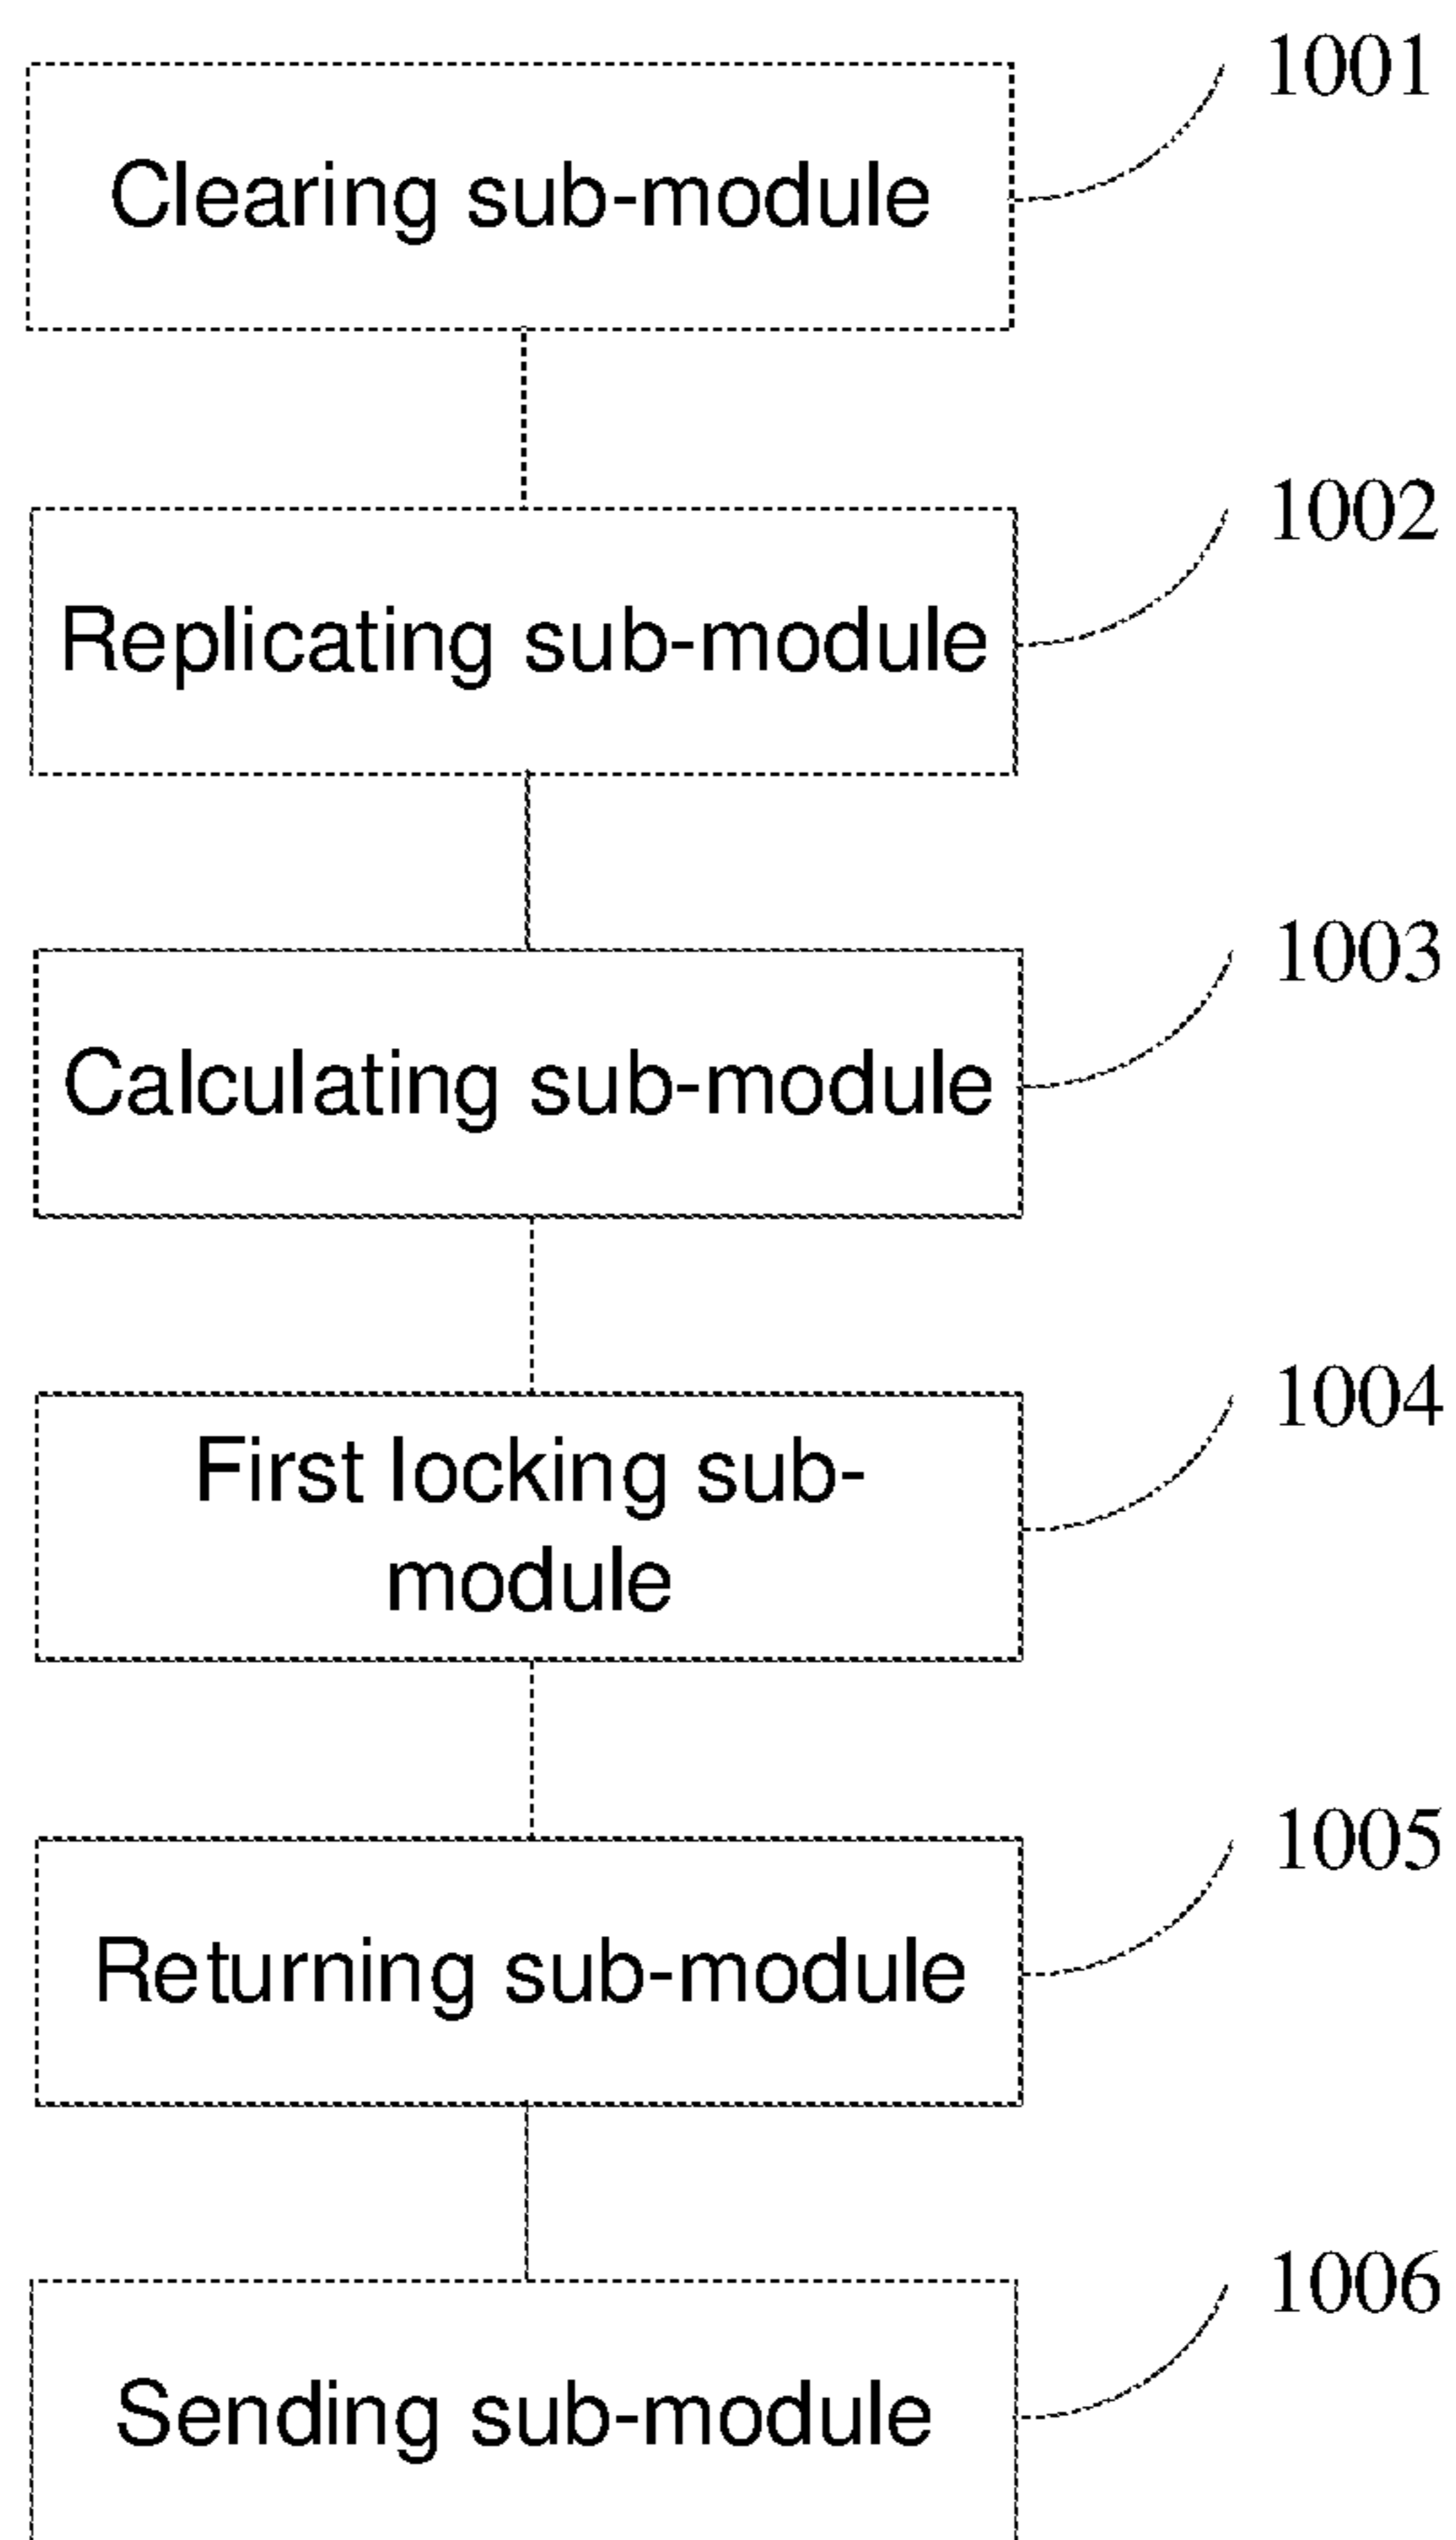 1001
Clearing sub-module
1002
Replicating sub-module
1003
Calculating sub-module
1004
First locking sub-
module
1005
Returning sub-module
1006
Sending sub-module